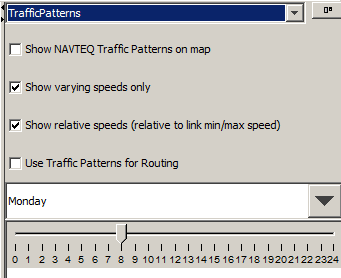 TrafficPatterns
Show NAVTEQ Traffic Patterns on map
Show varying speeds only
Show relative speeds (relative to link min/max speed)
Use Traffic Patterns for Routing
Monday
0 1 2 3 4 5 6 7 8 9 10 11 12 13 14 15 16 17 18 19 20 21 22 23 24